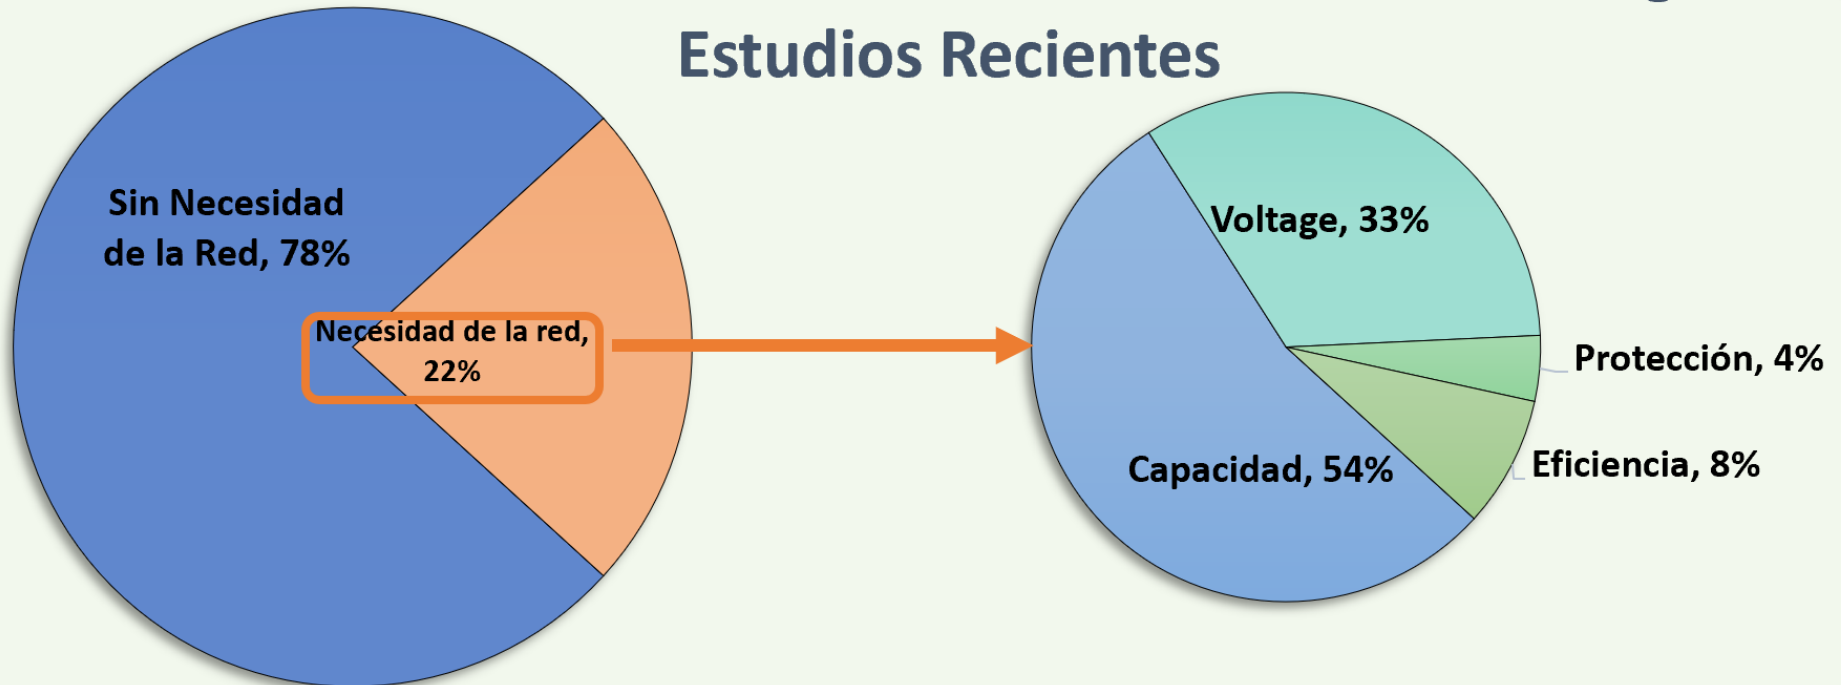 Estudios Recientes
Sin Necesidad
de la Red, 78%
Necesidad de la red,
22%
Voltage, 33%
Protección, 4%
Capacidad, 54%
Eficiencia, 8%